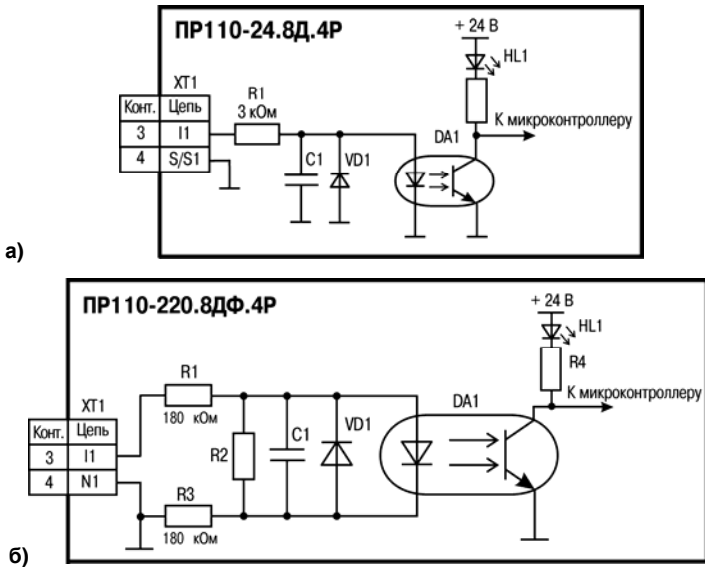 ПР110-24.8Д.4Р
+ 24 В
HL1
XT1
Конт. Цепь
3 I1
4 S/S1
R1
3 кОм
C1
VD1
DA1
К микроконтроллеру
а)
ПР110-220.8ДФ.4Р
+ 24 В
HL1
R4
К микроконтроллеру
XT1
Конт. Цепь
3 I1
4 N1
R1
180 кОм
R2
C1
VD1
DA1
R3
180 кОм
б)